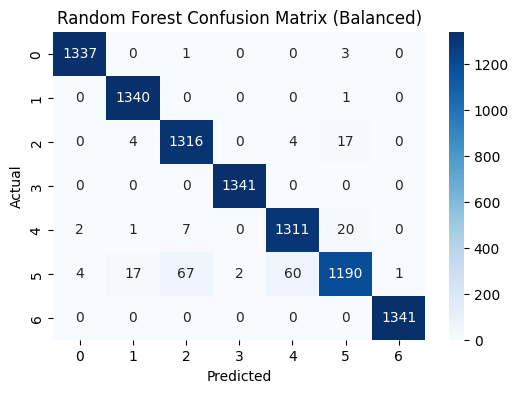 Random Forest Confusion Matrix (Balanced)
0 1337 0 1 0 0 3 0
1 0 1340 0 0 0 1 0
2 0 4 1316 0 4 17 0
3 0 0 0 1341 0 0 0
4 2 1 7 0 1311 20 0
5 4 17 67 2 60 1190 1
6 0 0 0 0 0 0 1341
0 1 2 3 4 5 6
Predicted
Actual
1200
1000
800
600
400
200
0